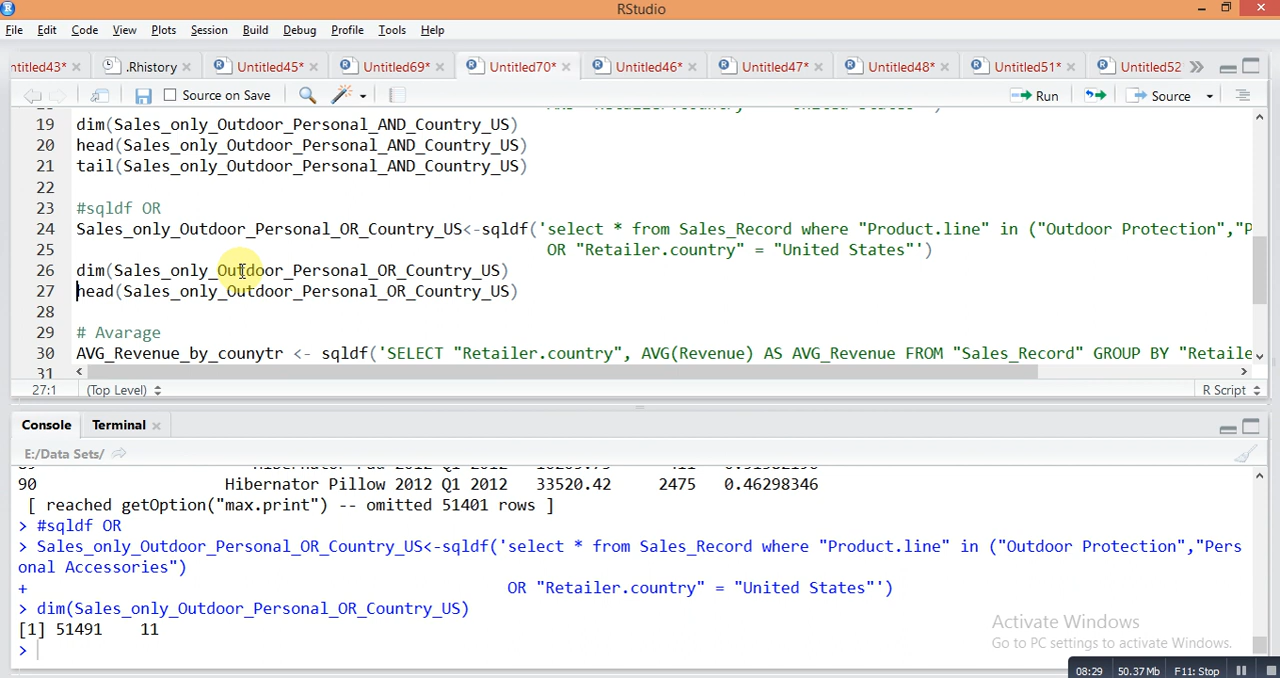 RStudio
File Edit Code View Plots Session Build Debug Profile Tools Help
ntitled43* .Rhistory Untitled45* Untitled69* Untitled70* Untitled46* Untitled47* Untitled48* Untitled51* Untitled52
Source on Save Run Source
19 dim(Sales_only_Outdoor_Personal_AND_Country_US)
20 head(Sales_only_Outdoor_Personal_AND_Country_US)
21 tail(Sales_only_Outdoor_Personal_AND_Country_US)
22
23 #sqldf OR
24 Sales_only_Outdoor_Personal_OR_Country_US<-sqldf('select * from Sales_Record where "Product.line" in ("Outdoor Protection","P
25 OR "Retailer.country" = "United States"')
26 dim(Sales_only_Outdoor_Personal_OR_Country_US)
27 head(Sales_only_Outdoor_Personal_OR_Country_US)
28
29 # Avarage
30 AVG_Revenue_by_counytr <- sqldf('SELECT "Retailer.country", AVG(Revenue) AS AVG_Revenue FROM "Sales_Record" GROUP BY "Retaile
31
27:1 (Top Level) R Script
Console Terminal
E:/Data Sets/
90 Hibernator Pillow 2012 Q1 2012 33520.42 2475 0.46298346
[ reached getOption("max.print") -- omitted 51401 rows ]
> #sqldf OR
> Sales_only_Outdoor_Personal_OR_Country_US<-sqldf('select * from Sales_Record where "Product.line" in ("Outdoor Protection","Pers
onal Accessories")
+ OR "Retailer.country" = "United States"')
> dim(Sales_only_Outdoor_Personal_OR_Country_US)
[1] 51491 11
>
Activate Windows
Go to PC settings to activate Windows.
08:29 50.37Mb F11: Stop